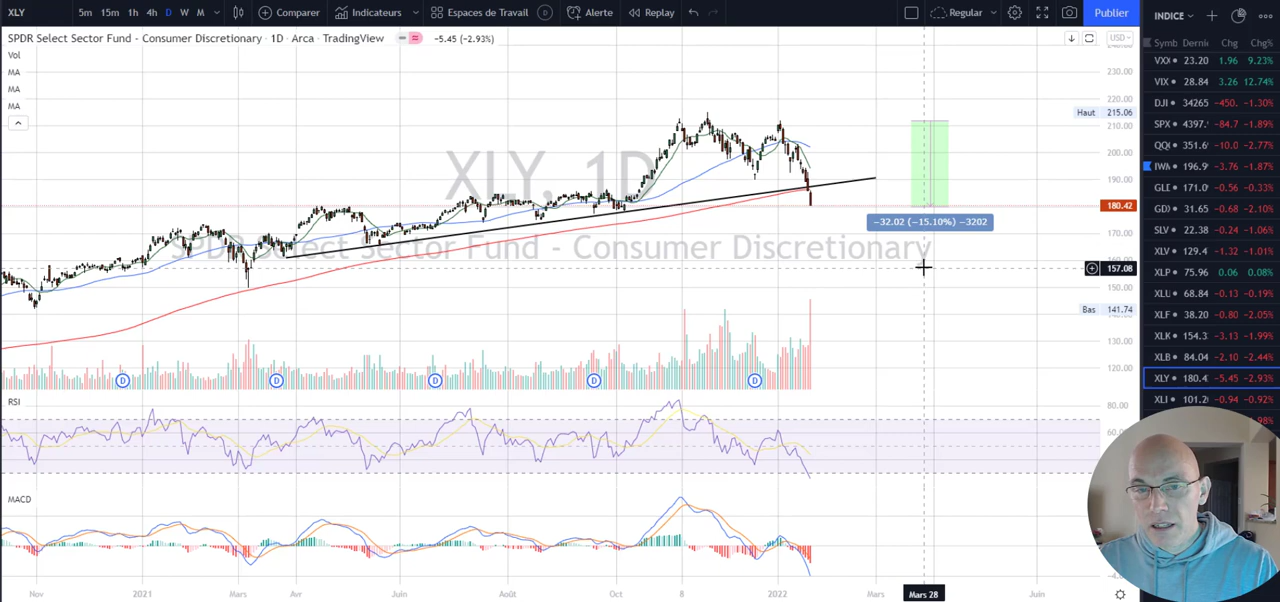 XLY 5m 15m 1h 4h D W M Comparer Indicateurs Espaces de Travail D Alerte Replay Regular Publier INDICE
SPDR Select Sector Fund - Consumer Discretionary · 1D · Arca · TradingView −5.45 (−2.93%) USD Symb Dernie Chg Chg%
Vol
MA
MA
MA
XLY, 1D
SPDR Select Sector Fund - Consumer Discretionary
−32.02 (−15.10%) −3202
230.00
220.00
Haut 215.06
210.00
200.00
190.00
180.42
170.00
160.00
157.08
150.00
Bas 141.74
130.00
120.00
D D D D D
RSI
80.00
MACD
Nov 2021 Mars Avr Juin Août Oct 8 2022 Mars Mars 28 Juin
VXX 23.20 1.96 9.23%
VIX 28.84 3.26 12.74%
DJI 34265 −450. −1.30%
SPX 4397. −84.7 −1.89%
QQQ 351.6 −10.0 −2.77%
IWM 196.9 −3.76 −1.87%
GLD 171.0 −0.56 −0.33%
GDX 31.65 −0.68 −2.10%
SLV 22.38 −0.24 −1.06%
XLV 129.4 −1.32 −1.01%
XLP 75.96 0.06 0.08%
XLU 68.84 −0.13 −0.19%
XLF 38.20 −0.80 −2.05%
XLK 154.3 −3.13 −1.99%
XLB 84.04 −2.10 −2.44%
XLY 180.4 −5.45 −2.93%
XLI 101.2 −0.94 −0.92%